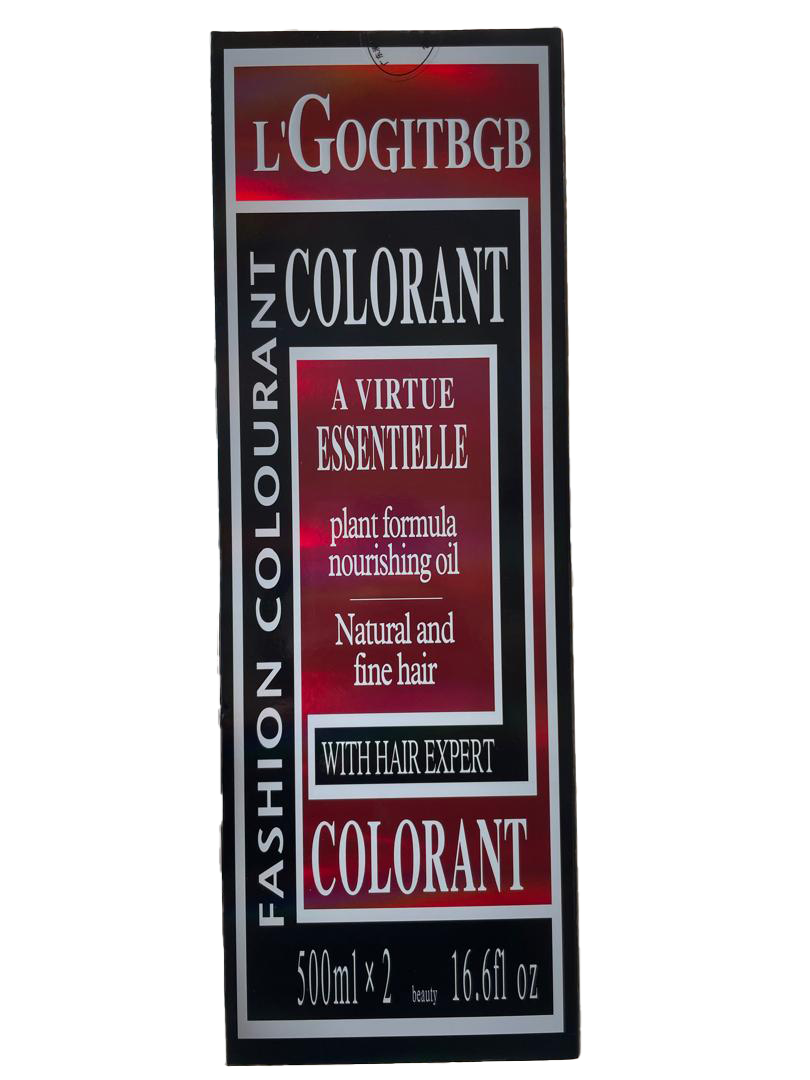 L'GOGITBGB
COLORANT
FASHION COLOURANT
A VIRTUE
ESSENTIELLE
plant formula
nourishing oil
Natural and
fine hair
WITH HAIR EXPERT
COLORANT
500ml × 2 beauty 16.6fl oz